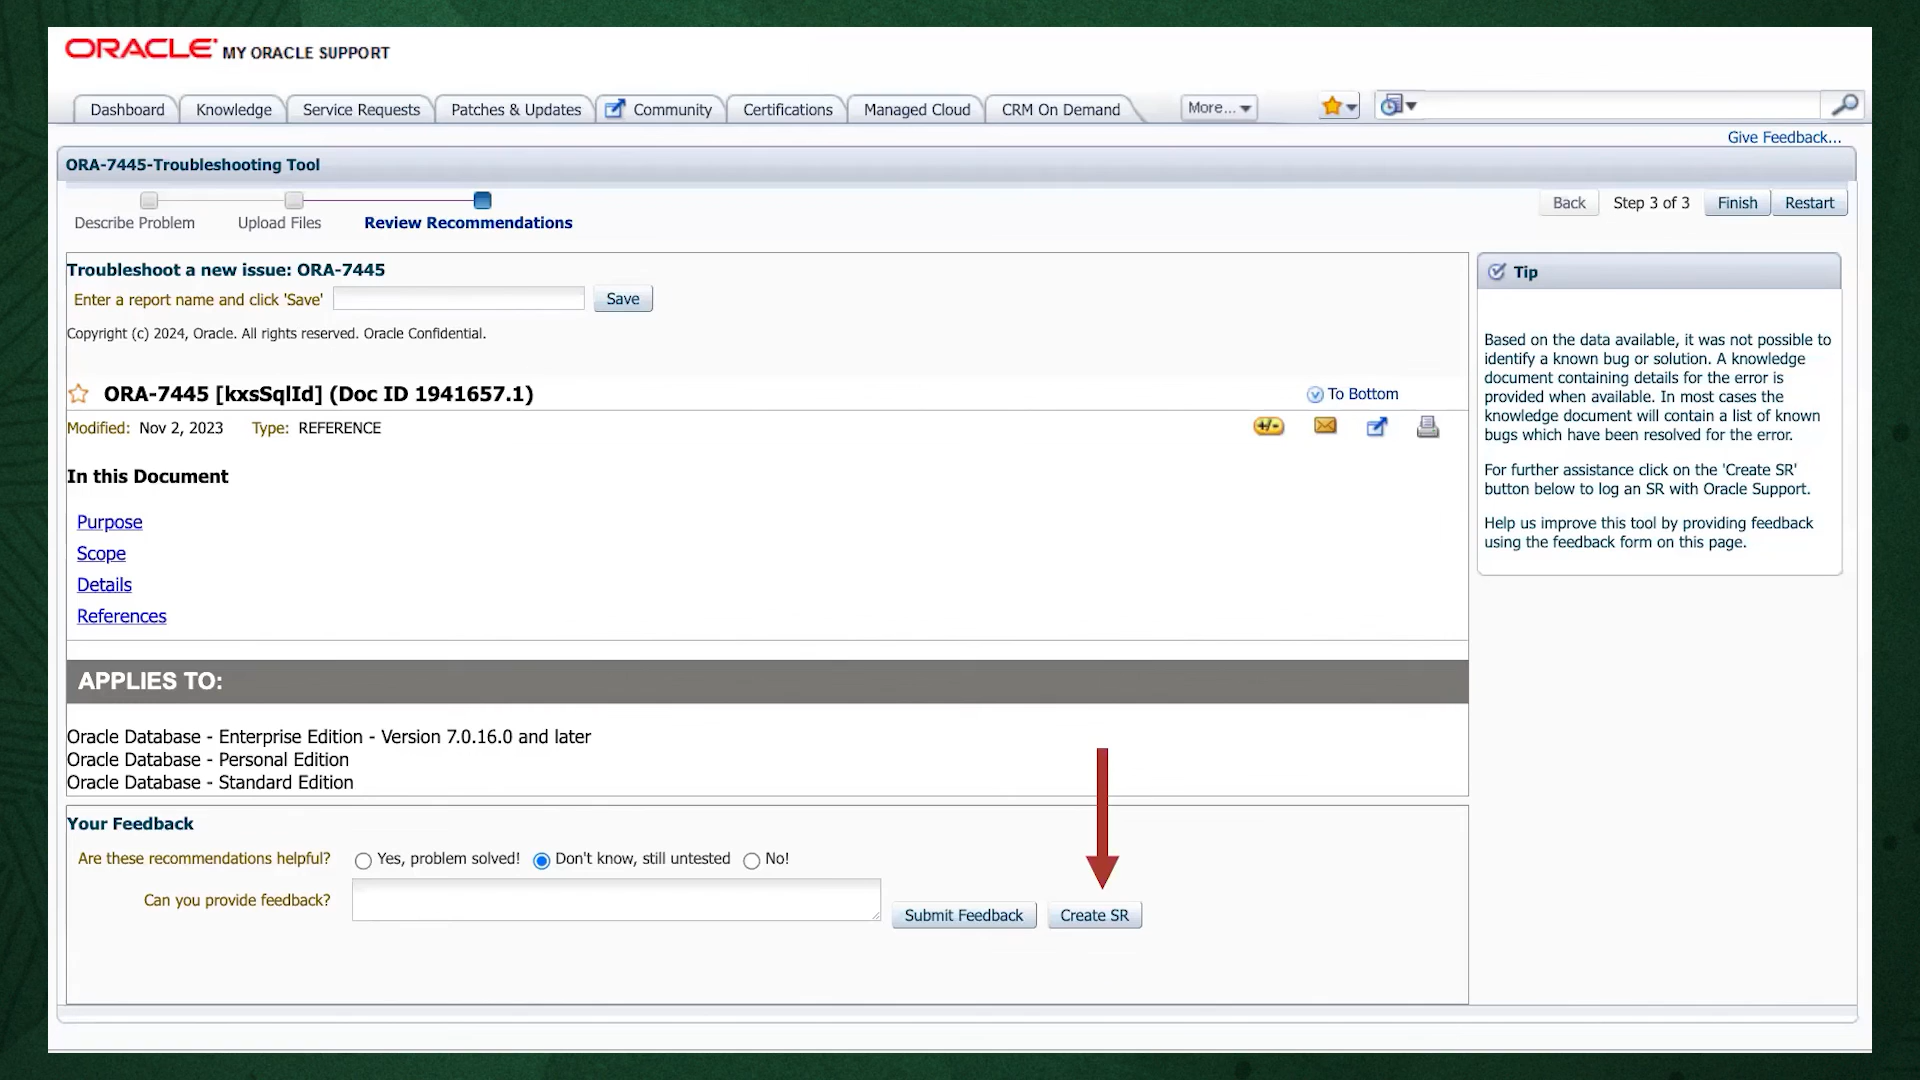 ORACLE MY ORACLE SUPPORT
Dashboard Knowledge Service Requests Patches & Updates Community Certifications Managed Cloud CRM On Demand More...
Give Feedback...
ORA-7445-Troubleshooting Tool
Describe Problem Upload Files Review Recommendations
Back Step 3 of 3 Finish Restart
Troubleshoot a new issue: ORA-7445
Enter a report name and click 'Save' Save
Copyright (c) 2024, Oracle. All rights reserved. Oracle Confidential.
ORA-7445 [kxsSqlId] (Doc ID 1941657.1) To Bottom
Modified: Nov 2, 2023 Type: REFERENCE
+/-
In this Document
Purpose
Scope
Details
References
APPLIES TO:
Oracle Database - Enterprise Edition - Version 7.0.16.0 and later
Oracle Database - Personal Edition
Oracle Database - Standard Edition
Your Feedback
Are these recommendations helpful? Yes, problem solved! Don't know, still untested No!
Can you provide feedback?
Submit Feedback Create SR
Tip
Based on the data available, it was not possible to
identify a known bug or solution. A knowledge
document containing details for the error is
provided when available. In most cases the
knowledge document will contain a list of known
bugs which have been resolved for the error.
For further assistance click on the 'Create SR'
button below to log an SR with Oracle Support.
Help us improve this tool by providing feedback
using the feedback form on this page.